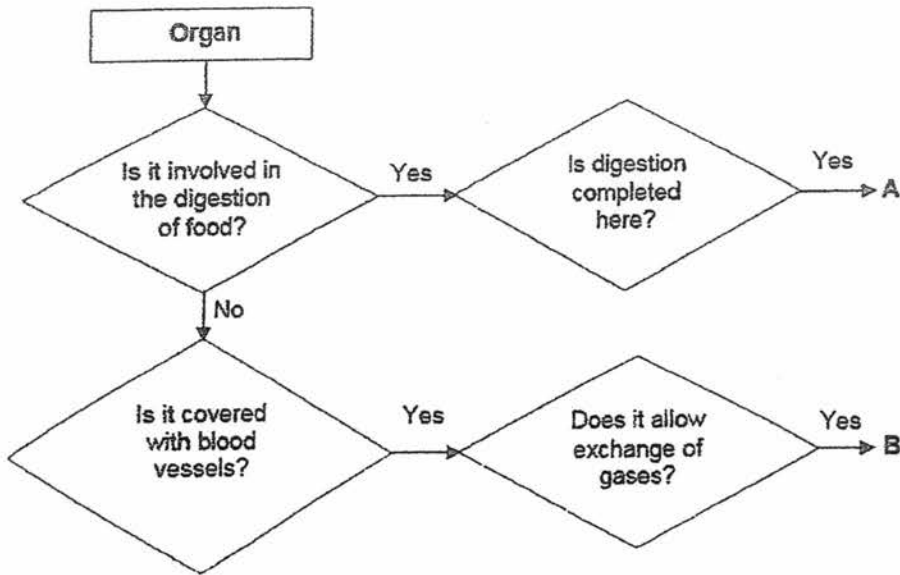 Organ
Is it involved in
the digestion
of food?
Yes
Is digestion
completed
here?
Yes
A
No
Is it covered
with blood
vessels?
Yes
Does it allow
exchange of
gases?
Yes
B